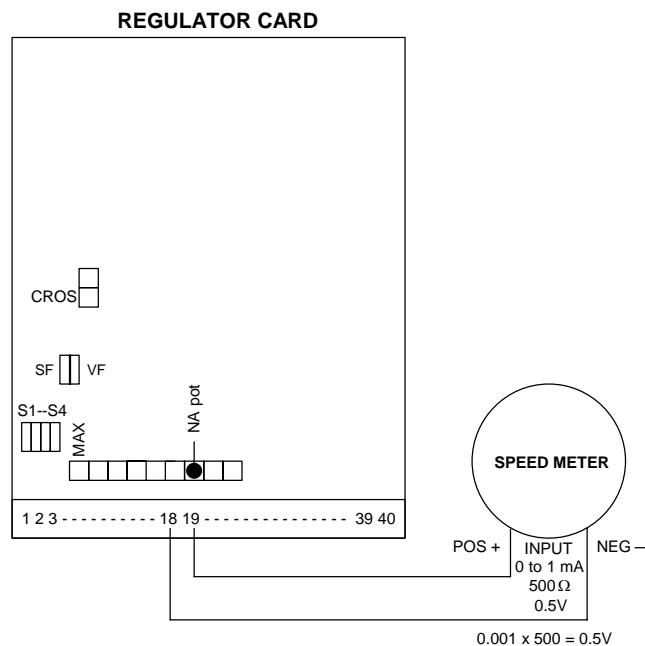 REGULATOR CARD
CROS
SF VF
S1--S4
MAX
NA pot
1 2 3 - - - - - - - - - - 18 19 - - - - - - - - - - - - - - - 39 40
SPEED METER
POS + INPUT NEG –
0 to 1 mA
500 Ω
0.5V
0.001 x 500 = 0.5V